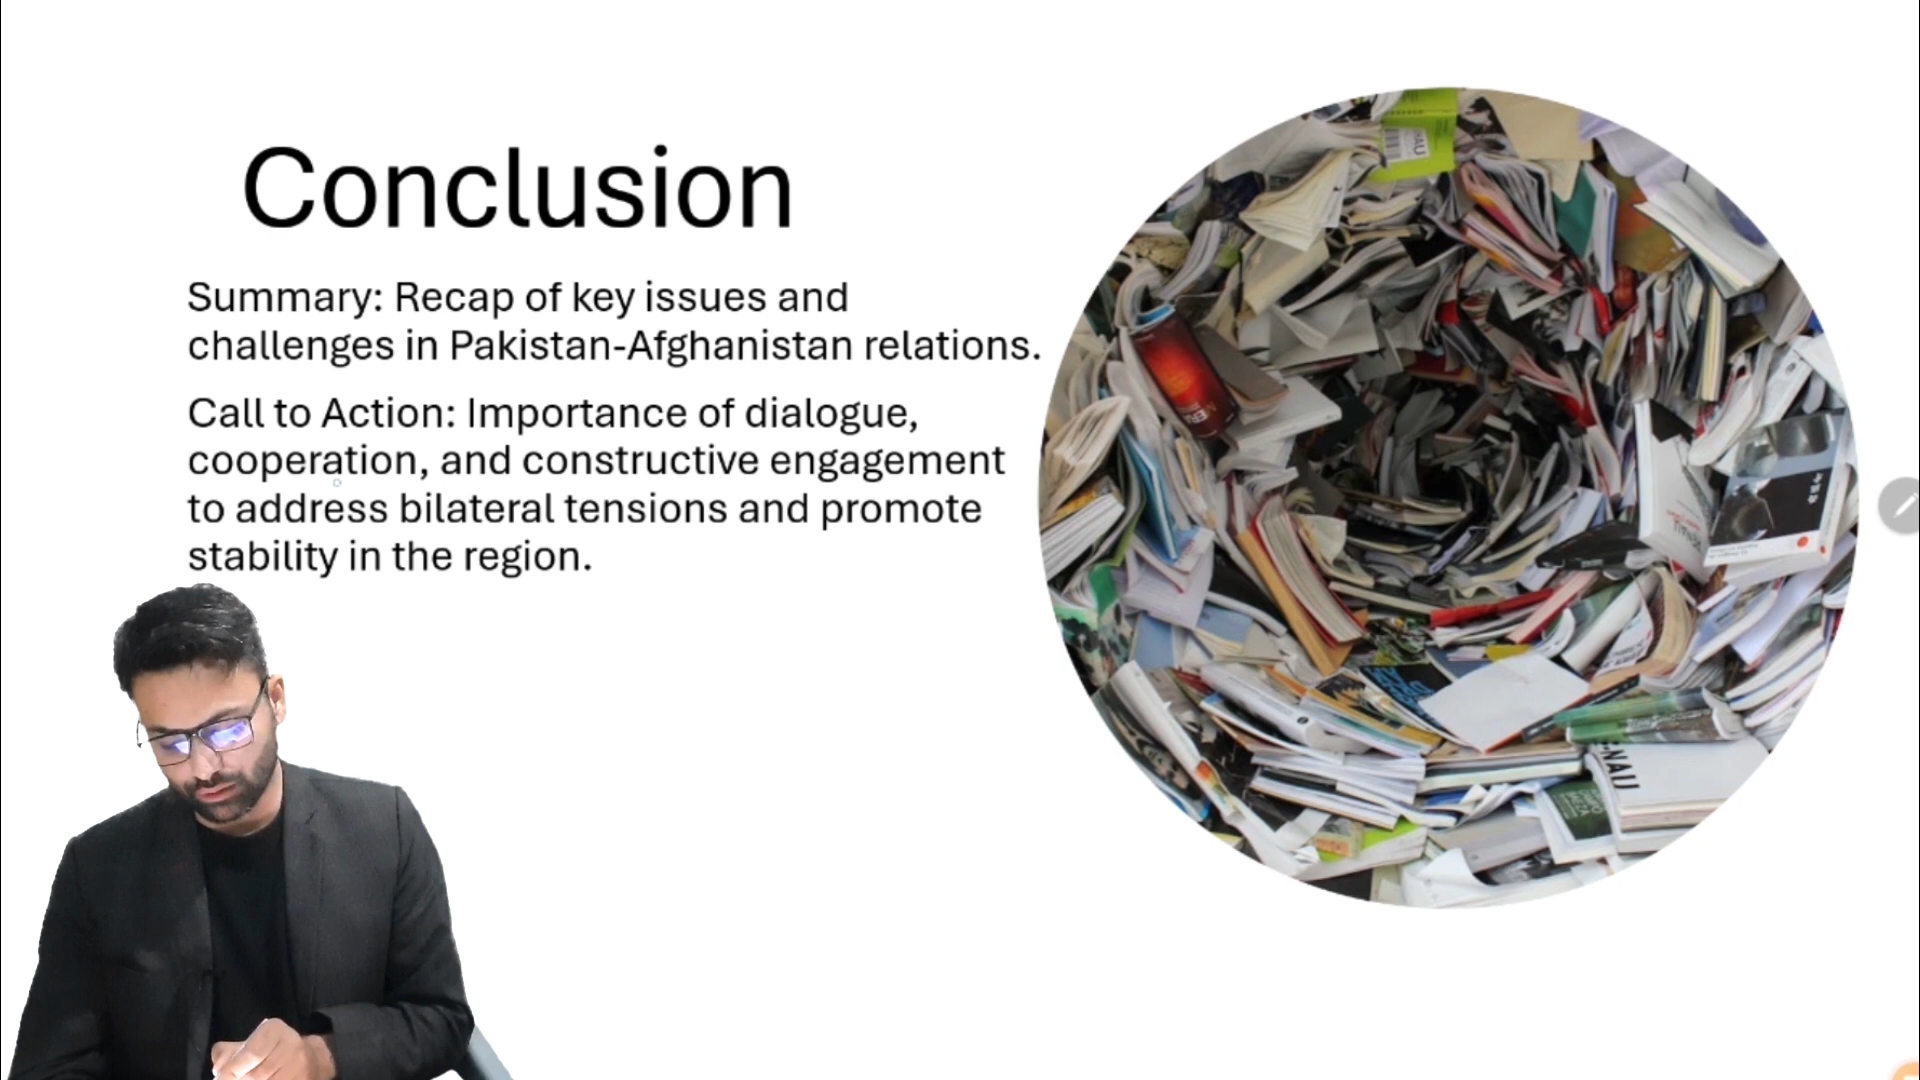 Conclusion
Summary: Recap of key issues and
challenges in Pakistan-Afghanistan relations.
Call to Action: Importance of dialogue,
cooperation, and constructive engagement
to address bilateral tensions and promote
stability in the region.